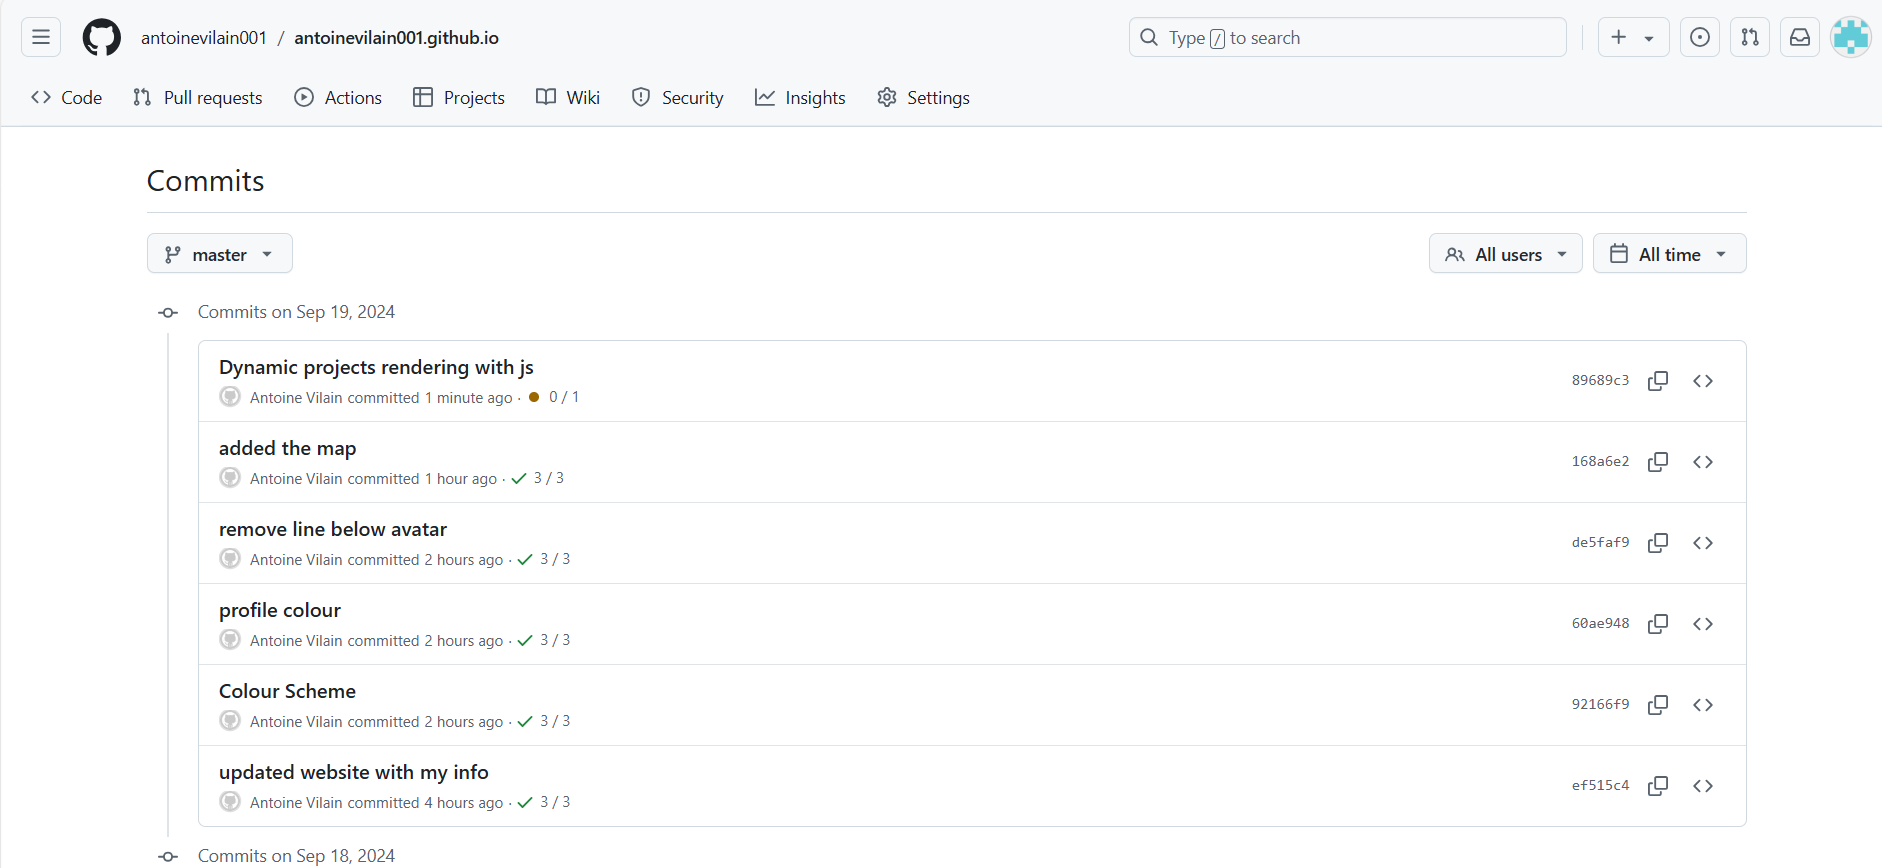 antoinevilain001 / antoinevilain001.github.io
Type / to search
Code Pull requests Actions Projects Wiki Security Insights Settings
Commits
master
All users All time
Commits on Sep 19, 2024
Dynamic projects rendering with js
Antoine Vilain committed 1 minute ago · 0 / 1
89689c3
added the map
Antoine Vilain committed 1 hour ago · 3 / 3
168a6e2
remove line below avatar
Antoine Vilain committed 2 hours ago · 3 / 3
de5faf9
profile colour
Antoine Vilain committed 2 hours ago · 3 / 3
60ae948
Colour Scheme
Antoine Vilain committed 2 hours ago · 3 / 3
92166f9
updated website with my info
Antoine Vilain committed 4 hours ago · 3 / 3
ef515c4
Commits on Sep 18, 2024